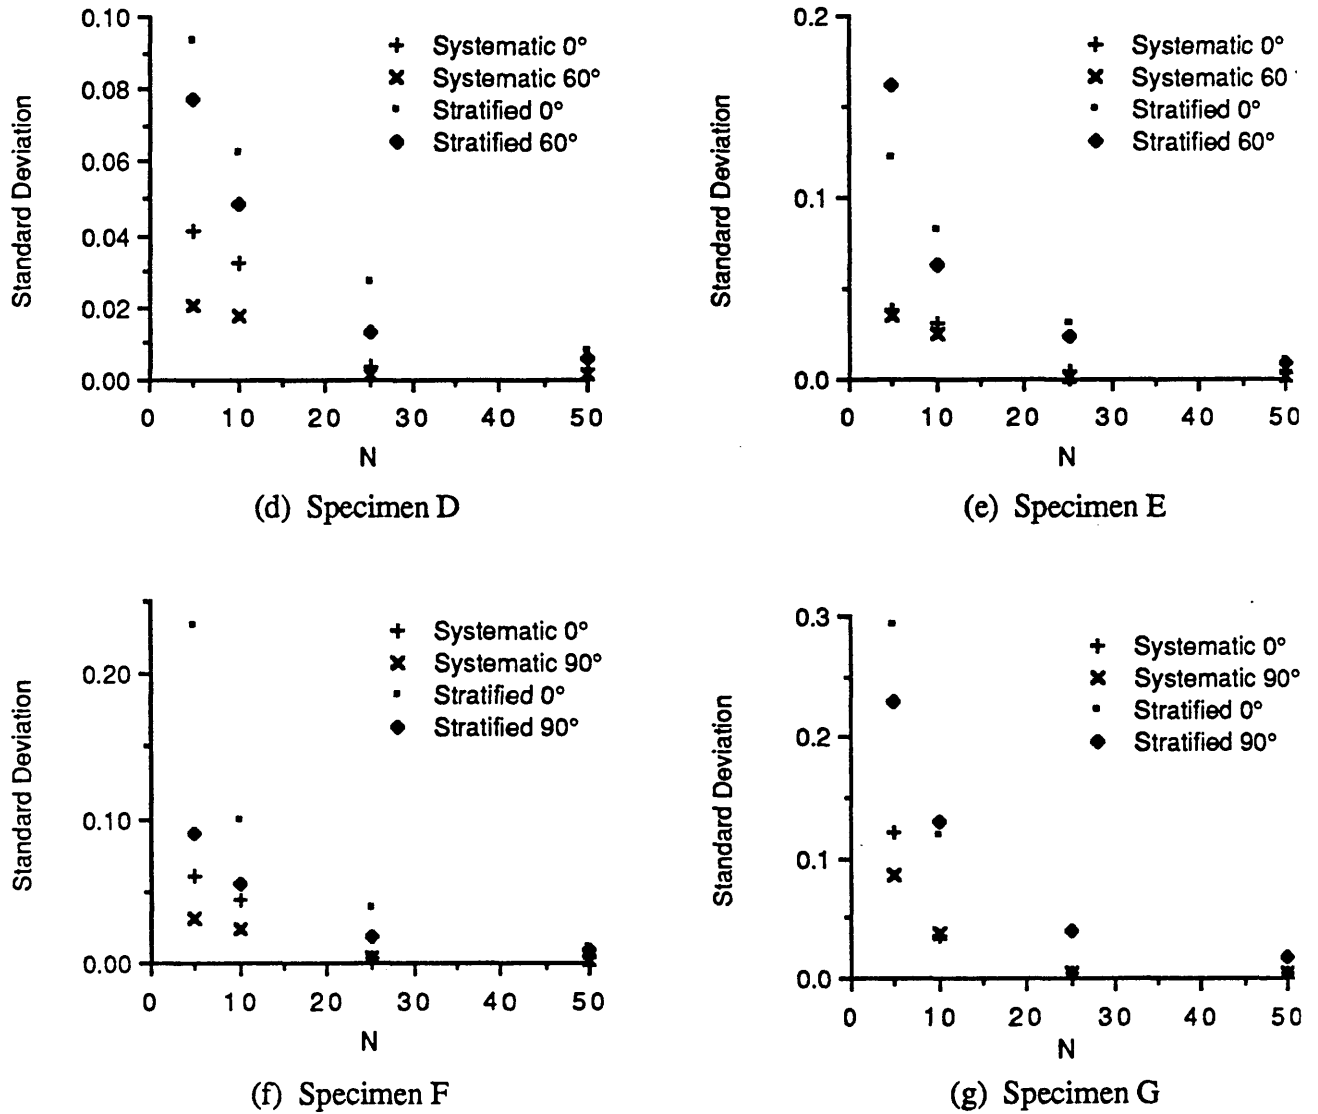 Standard Deviation
0.10
0.08
0.06
0.04
0.02
0.00
Systematic 0°
Systematic 60°
Stratified 0°
Stratified 60°
0 10 20 30 40 50
N
(d) Specimen D
Standard Deviation
0.2
0.1
0.0
Systematic 0°
Systematic 60
Stratified 0°
Stratified 60°
0 10 20 30 40 50
N
(e) Specimen E
Standard Deviation
0.20
0.10
0.00
Systematic 0°
Systematic 90°
Stratified 0°
Stratified 90°
0 10 20 30 40 50
N
(f) Specimen F
Standard Deviation
0.3
0.2
0.1
0.0
Systematic 0°
Systematic 90°
Stratified 0°
Stratified 90°
0 10 20 30 40 50
N
(g) Specimen G